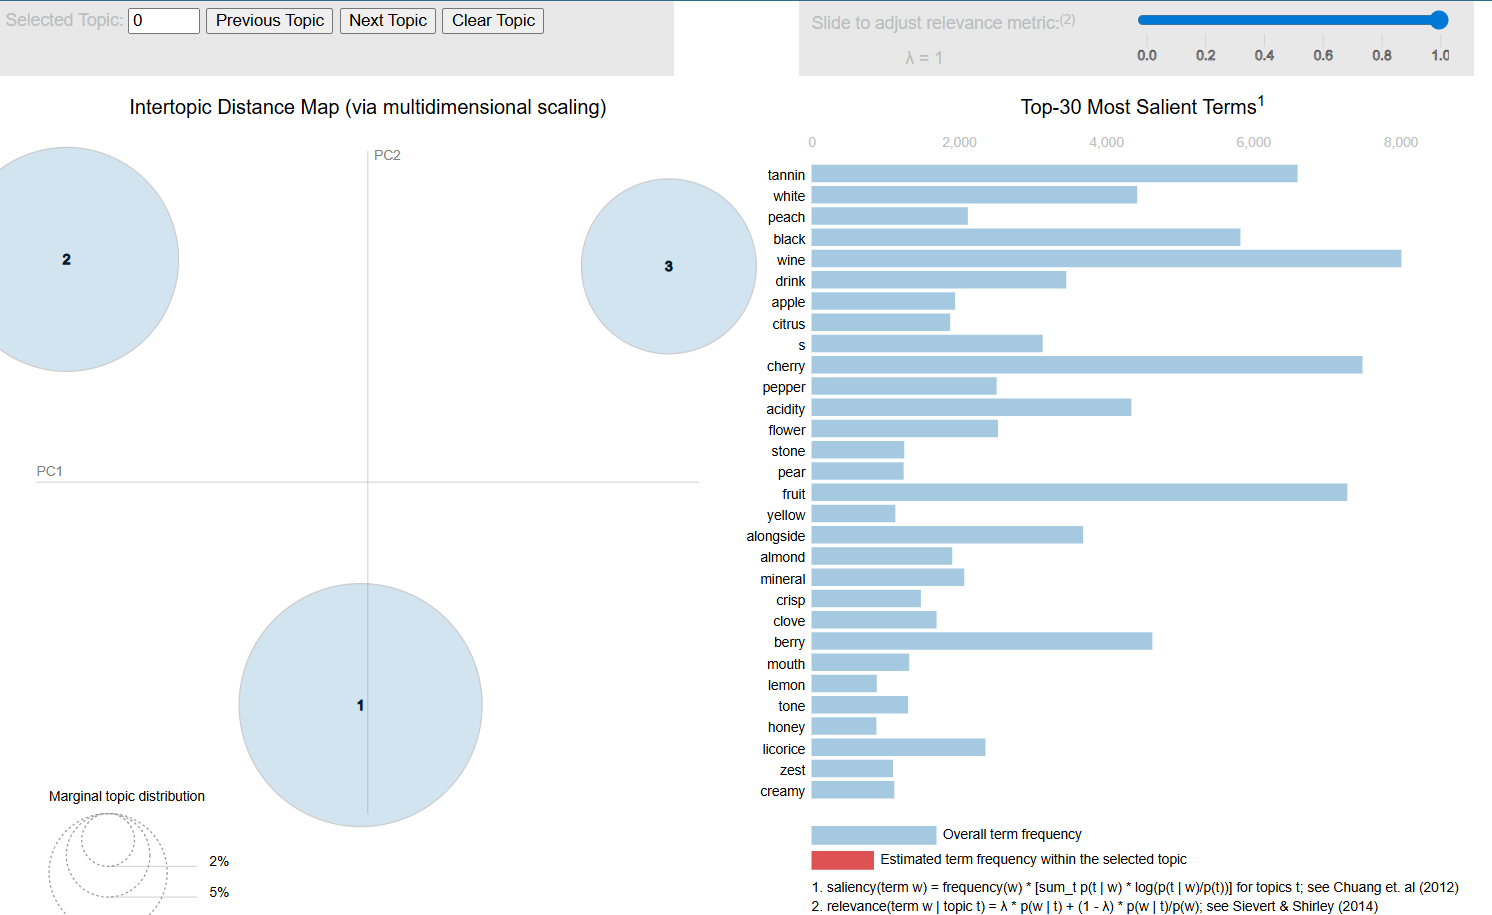 Selected Topic: 0 Previous Topic Next Topic Clear Topic
Slide to adjust relevance metric:(2)
λ = 1
0.0 0.2 0.4 0.6 0.8 1.0
Intertopic Distance Map (via multidimensional scaling)
PC2
2
3
PC1
1
Marginal topic distribution
2%
5%
Top-30 Most Salient Terms1
0 2,000 4,000 6,000 8,000
tannin
white
peach
black
wine
drink
apple
citrus
s
cherry
pepper
acidity
flower
stone
pear
fruit
yellow
alongside
almond
mineral
crisp
clove
berry
mouth
lemon
tone
honey
licorice
zest
creamy
Overall term frequency
Estimated term frequency within the selected topic
1. saliency(term w) = frequency(w) * [sum_t p(t | w) * log(p(t | w)/p(t))] for topics t; see Chuang et. al (2012)
2. relevance(term w | topic t) = λ * p(w | t) + (1 - λ) * p(w | t)/p(w); see Sievert & Shirley (2014)